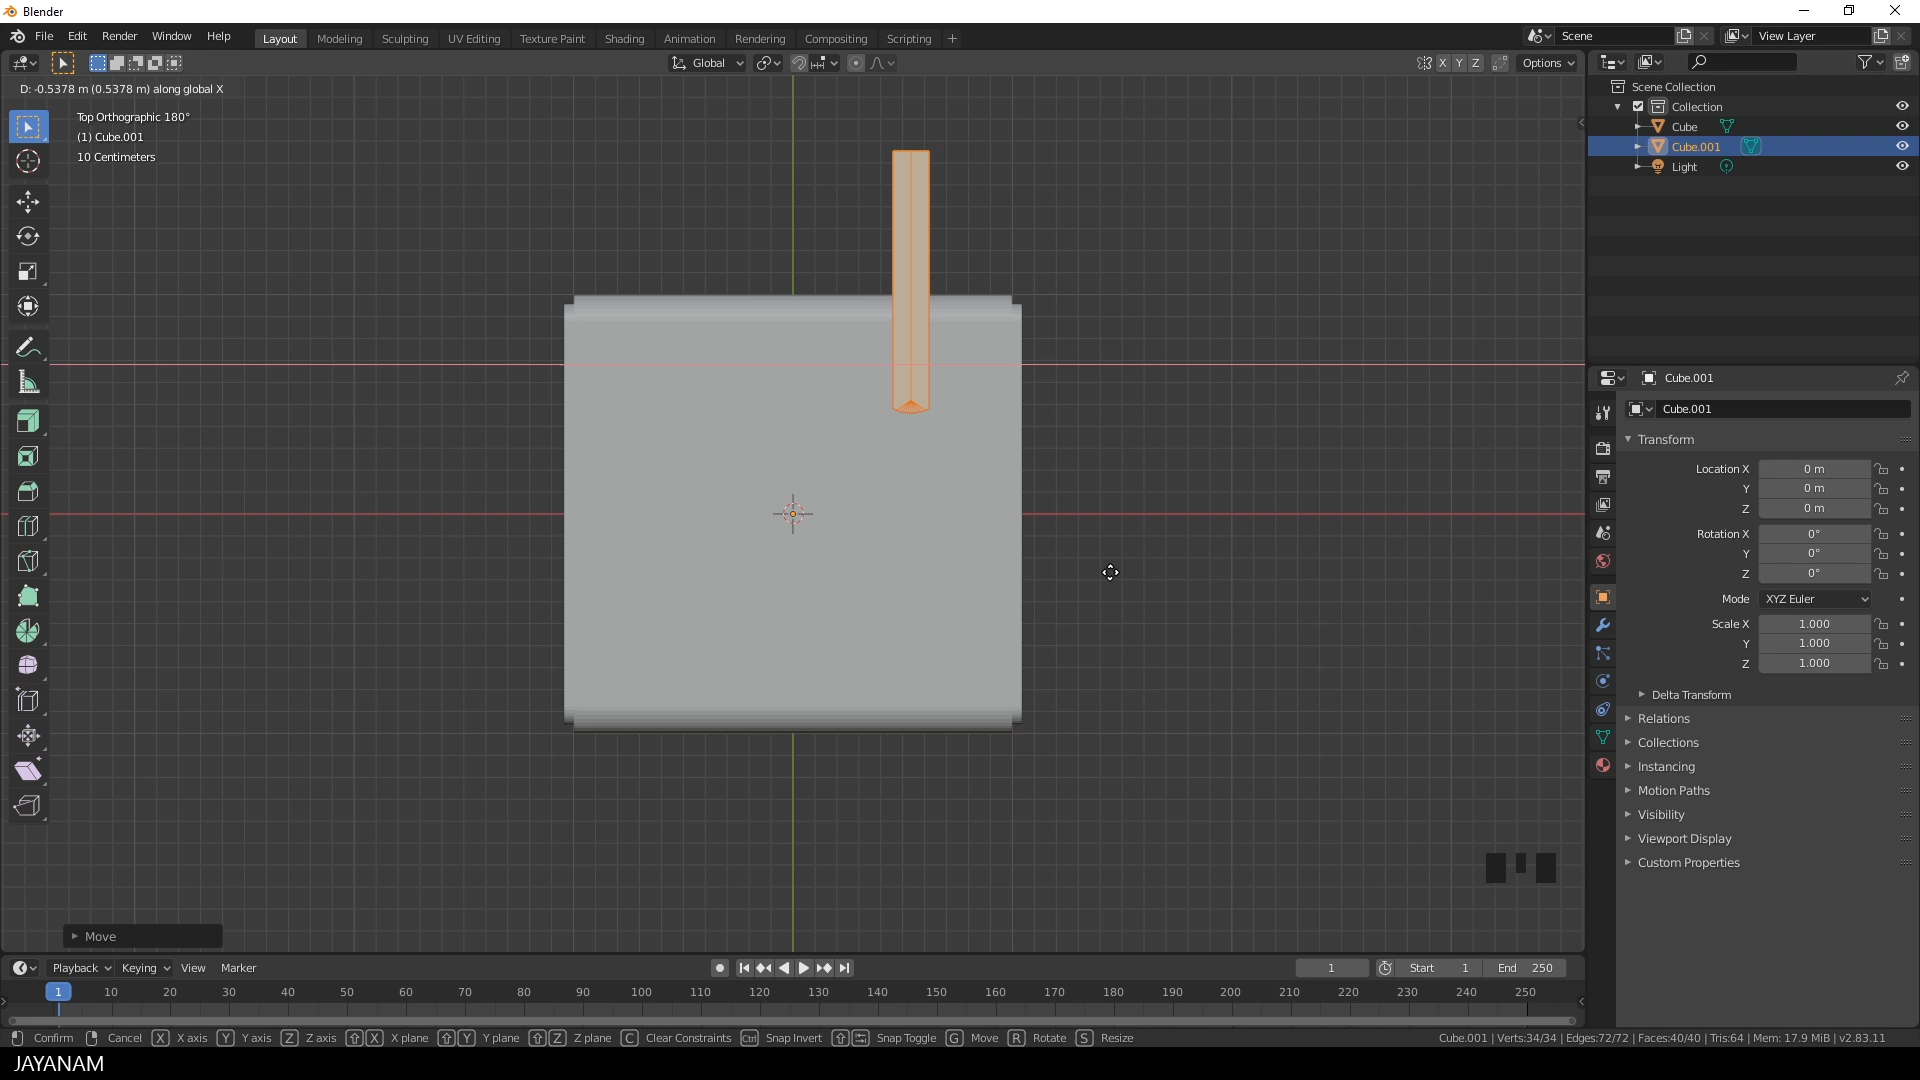 Blender
File Edit Render Window Help Layout Modeling Sculpting UV Editing Texture Paint Shading Animation Rendering Compositing Scripting + Scene View Layer
Global X Y Z Options
D: -0.5378 m (0.5378 m) along global X
Top Orthographic 180°
(1) Cube.001
10 Centimeters
Scene Collection
Collection
Cube
Cube.001
Light
Cube.001
Cube.001
Transform
Location X 0 m
Y 0 m
Z 0 m
Rotation X 0°
Y 0°
Z 0°
Mode XYZ Euler
Scale X 1.000
Y 1.000
Z 1.000
Delta Transform
Relations
Collections
Instancing
Motion Paths
Visibility
Viewport Display
Custom Properties
Move
Playback Keying View Marker 1 Start 1 End 250
1 10 20 30 40 50 60 70 80 90 100 110 120 130 140 150 160 170 180 190 200 210 220 230 240 250
Confirm Cancel X X axis Y Y axis Z Z axis X X plane Y Y plane Z Z plane C Clear Constraints Ctrl Snap Invert Snap Toggle G Move R Rotate S Resize Cube.001 | Verts:34/34 | Edges:72/72 | Faces:40/40 | Tris:64 | Mem: 17.9 MiB | v2.83.11
JAYANAM